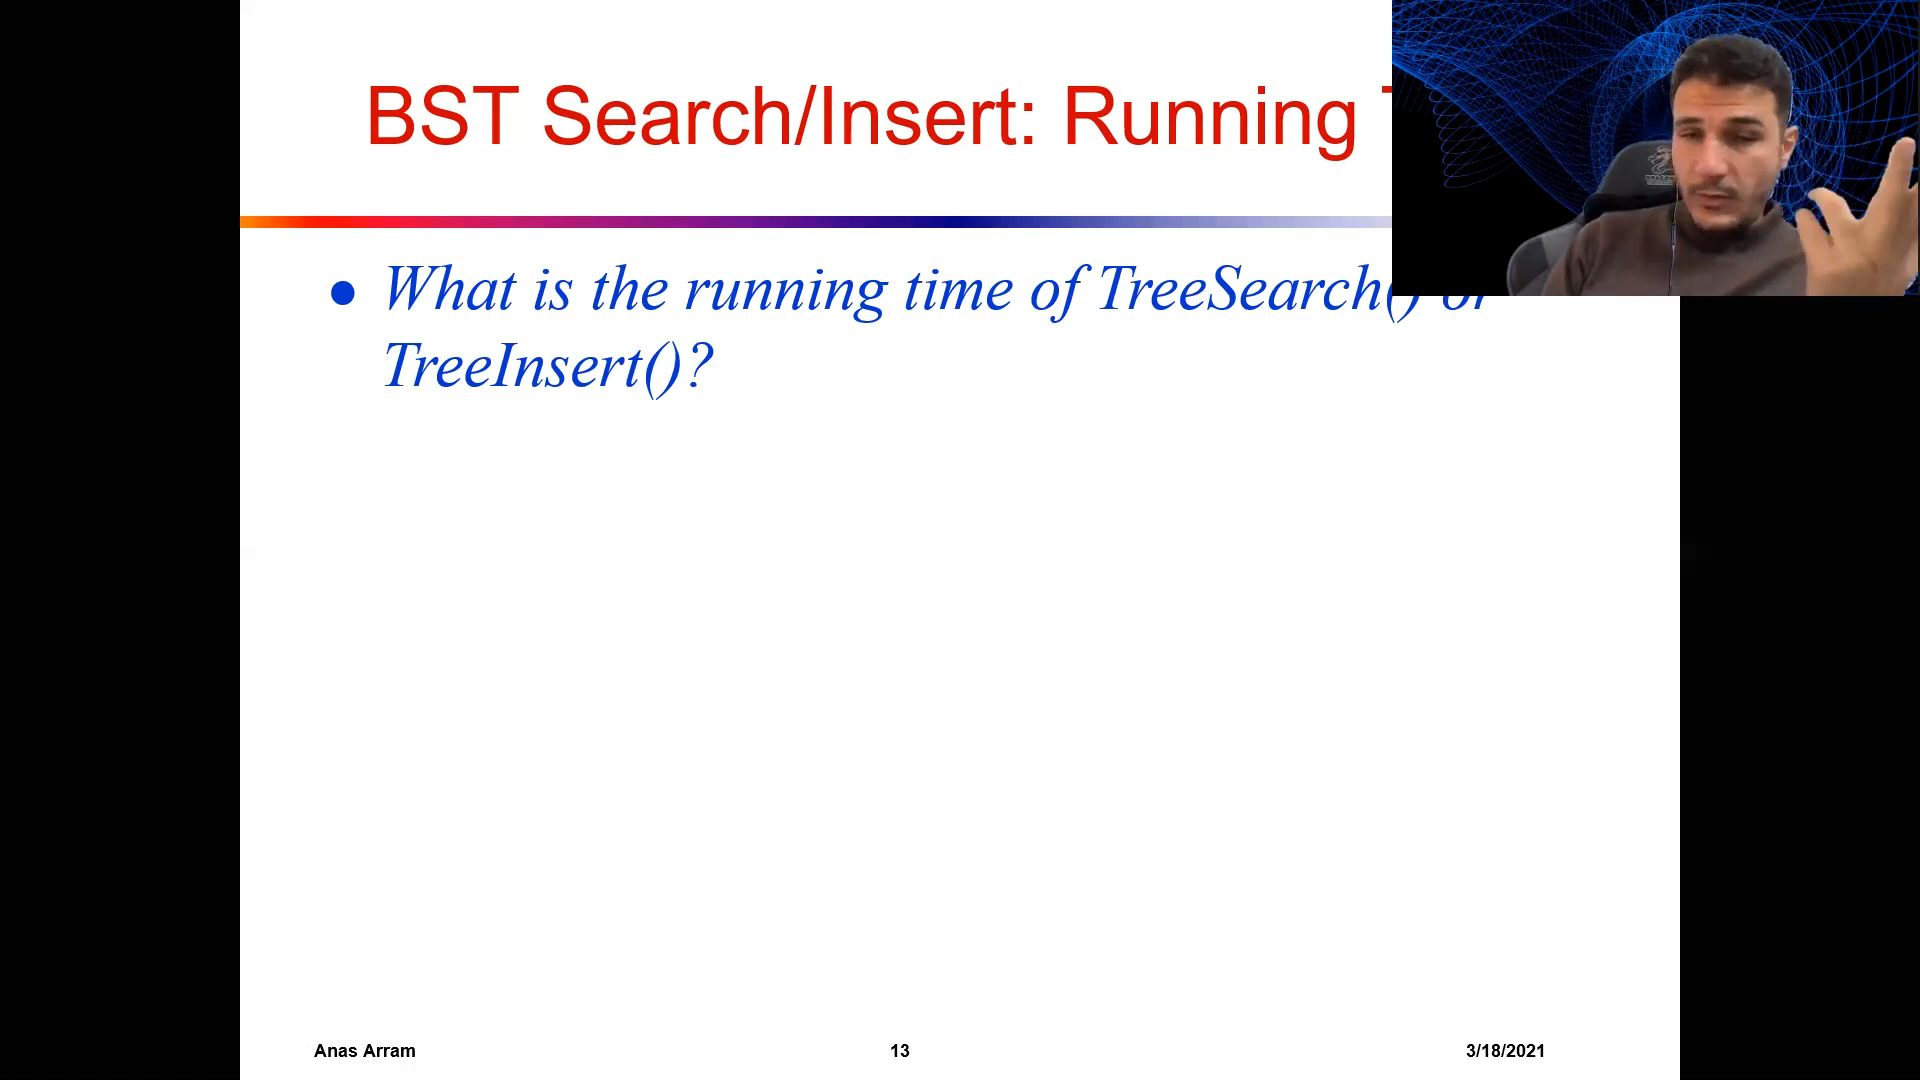 BST Search/Insert: Running
• What is the running time of TreeSearch() or
TreeInsert()?
Anas Arram 13 3/18/2021